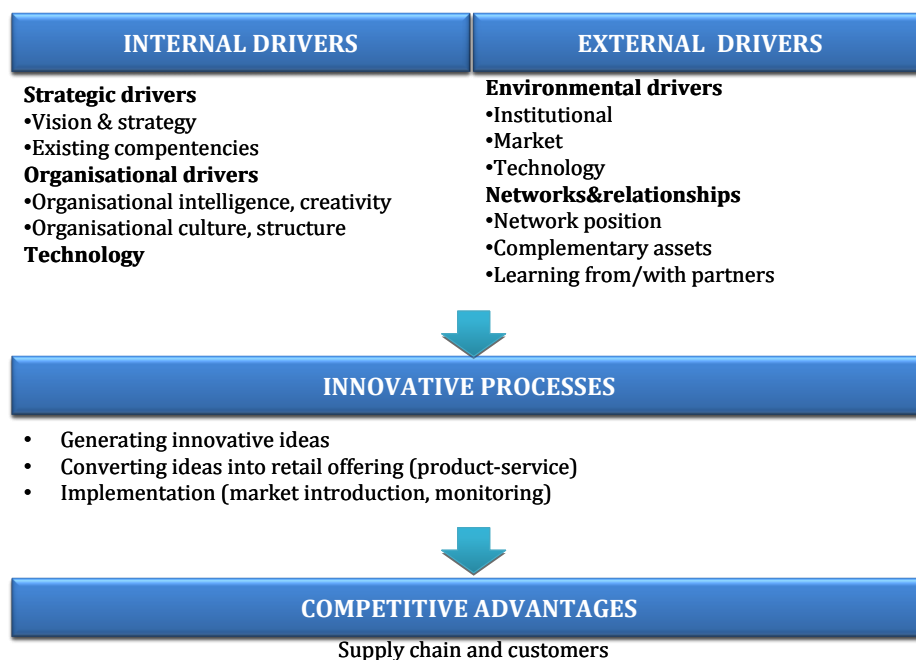 INTERNAL DRIVERS
EXTERNAL DRIVERS
Strategic drivers
•Vision & strategy
•Existing compentencies
Organisational drivers
•Organisational intelligence, creativity
•Organisational culture, structure
Technology
Environmental drivers
•Institutional
•Market
•Technology
Networks&relationships
•Network position
•Complementary assets
•Learning from/with partners
INNOVATIVE PROCESSES
• Generating innovative ideas
• Converting ideas into retail offering (product-service)
• Implementation (market introduction, monitoring)
COMPETITIVE ADVANTAGES
Supply chain and customers